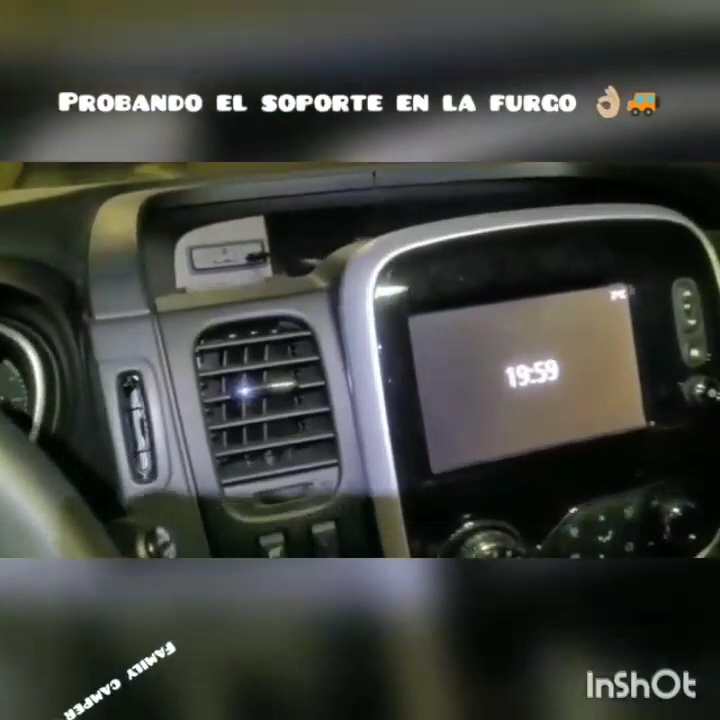 PROBANDO EL SOPORTE EN LA FURGO 👌🏼🚙
19:59
FAMILY CAMPER
InShOt